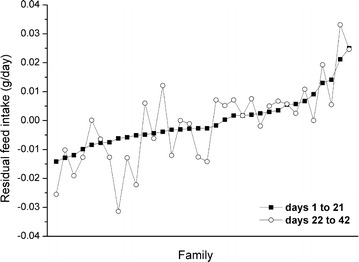 Residual feed intake (g/day)
0.04
0.03
0.02
0.01
0.00
-0.01
-0.02
-0.03
-0.04
days 1 to 21
days 22 to 42
Family